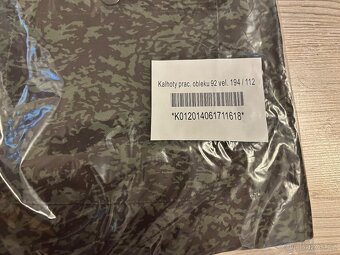 Kalhoty prac. obleku 92 vel. 194 / 112
*K012014061711618*